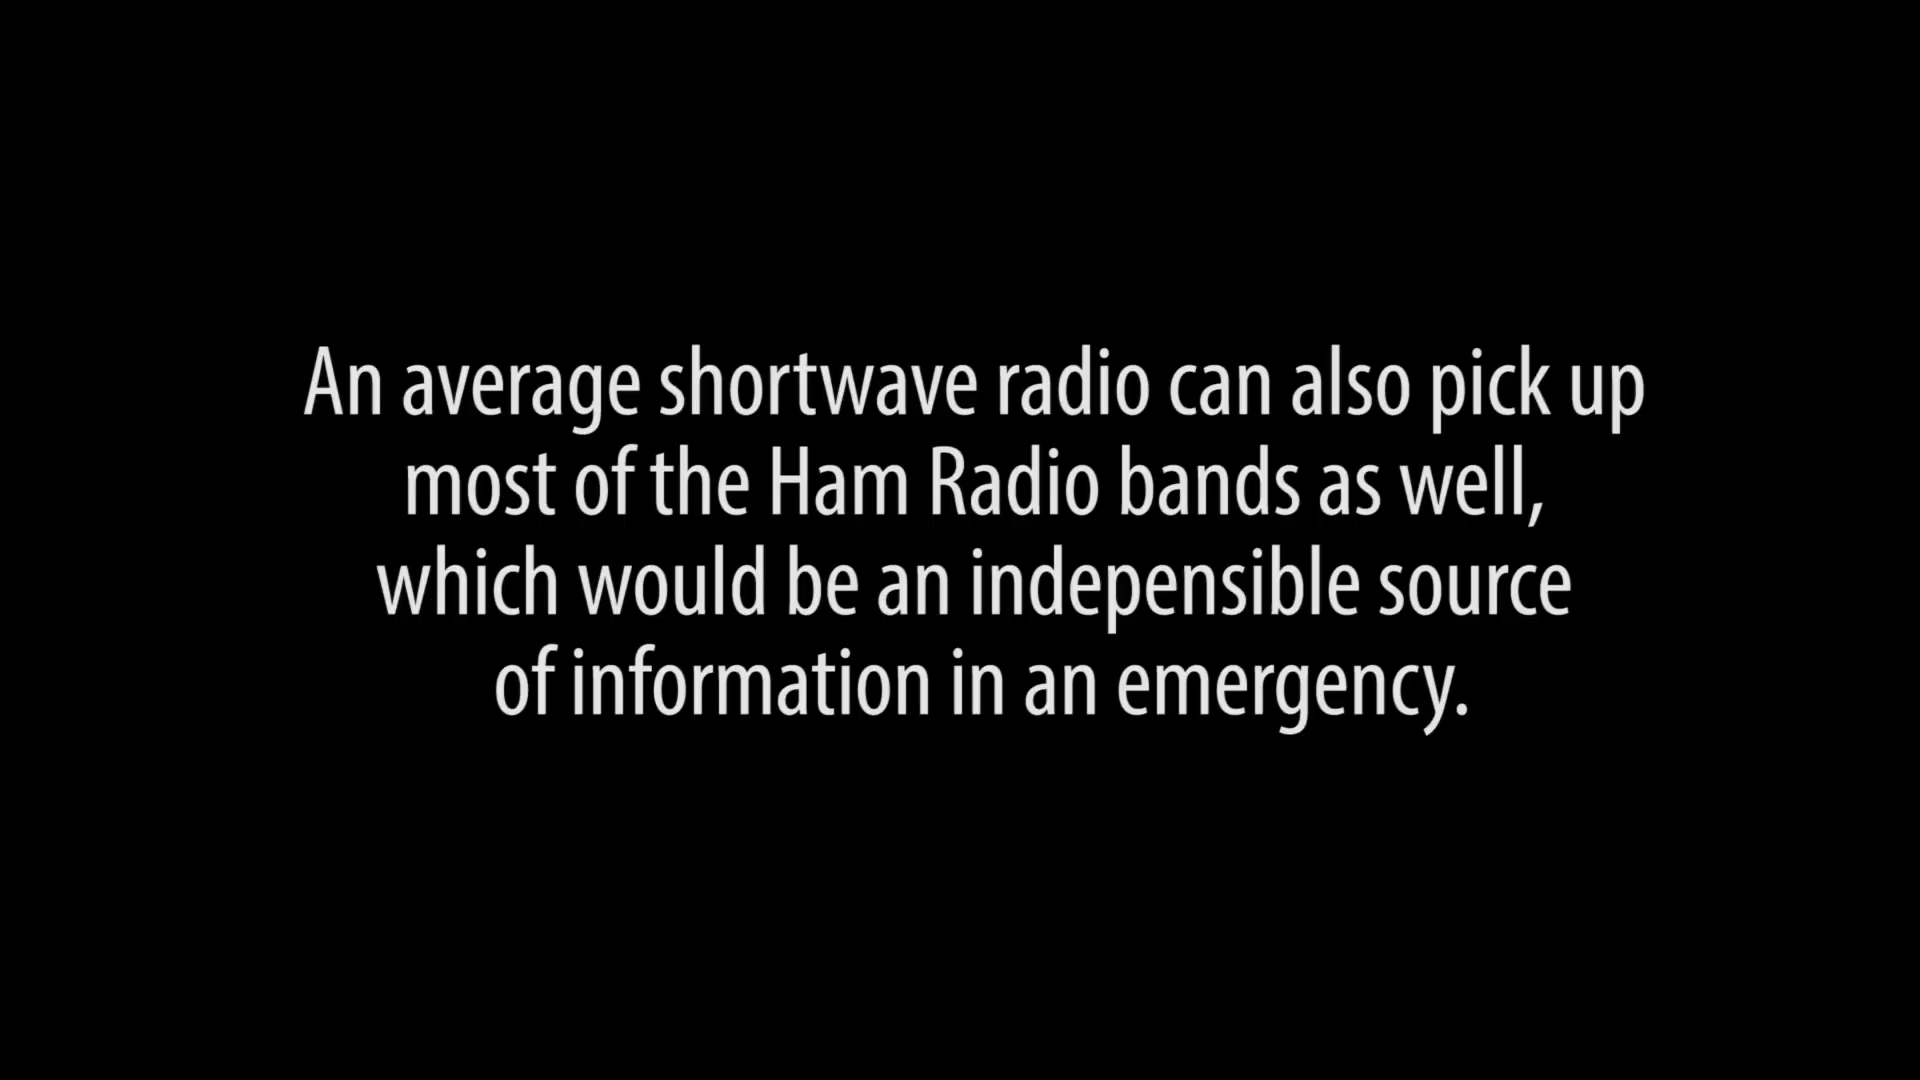 An average shortwave radio can also pick up
most of the Ham Radio bands as well,
which would be an indepensible source
of information in an emergency.